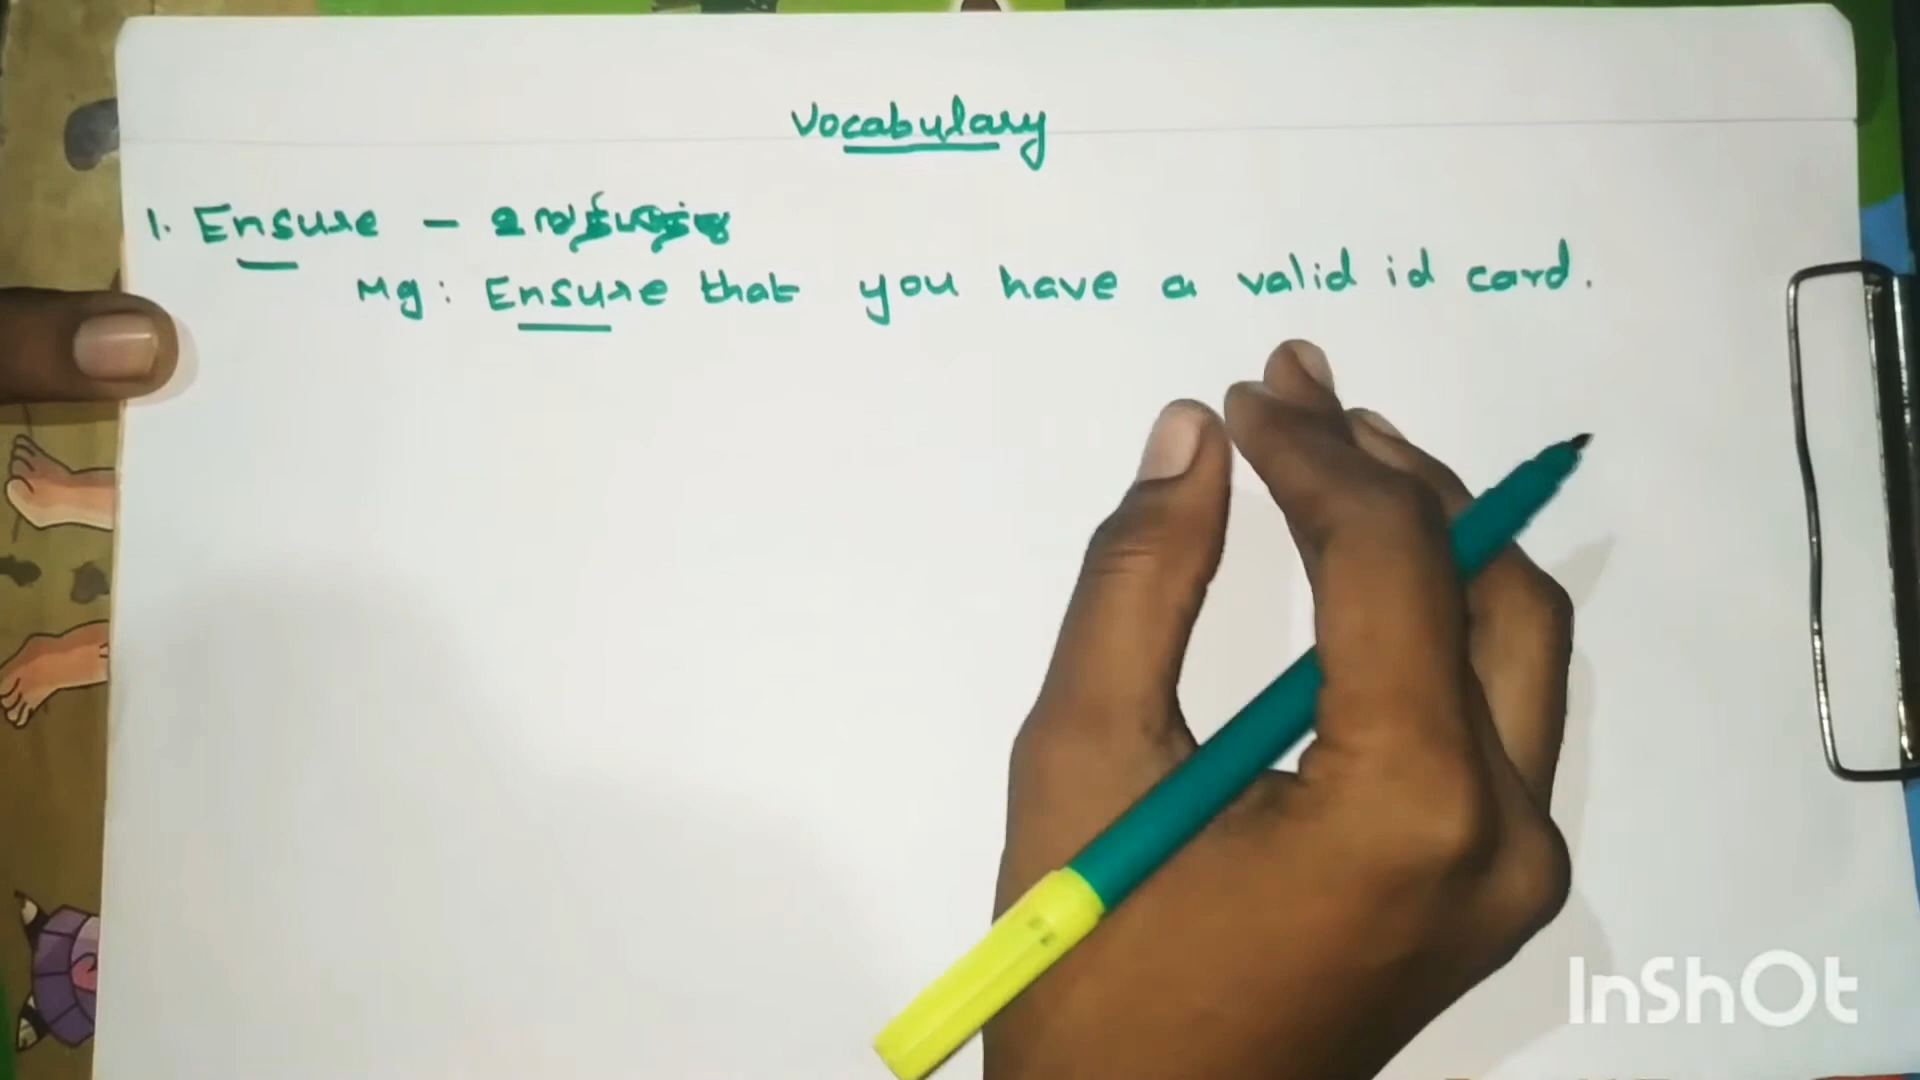 Vocabulary
1. Ensure -
Mg: Ensure that you have a valid id card.
InShOt